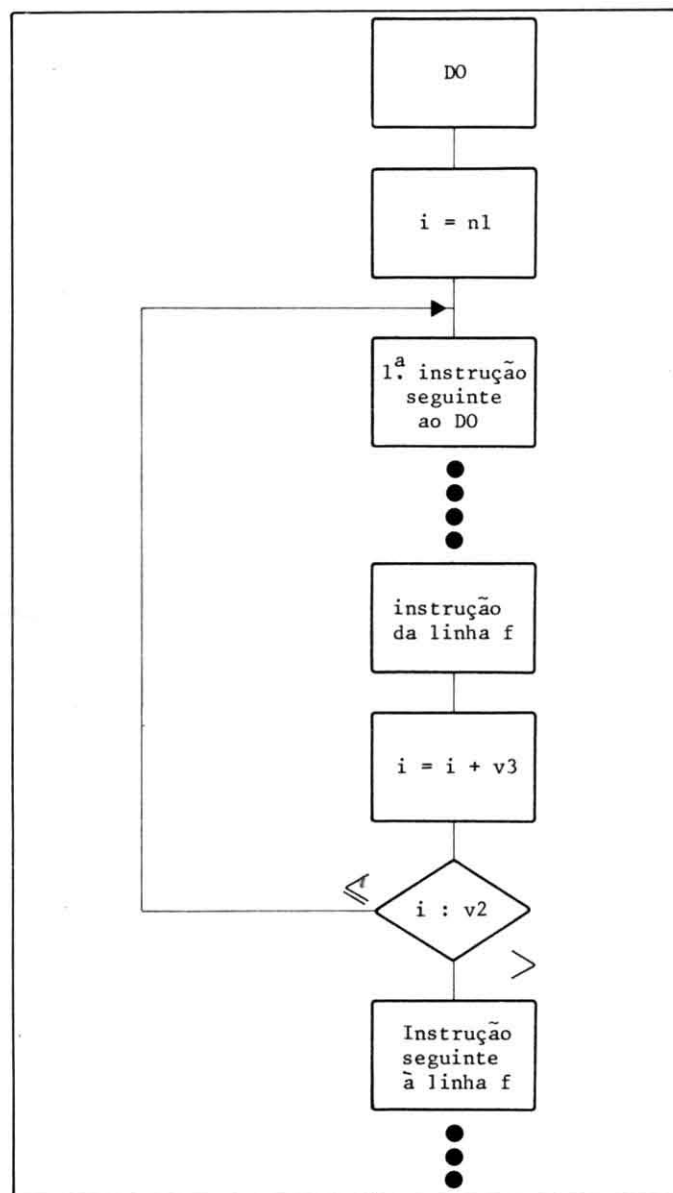 DO
i = n1
1.ª instrução
seguinte
ao DO
instrução
da linha f
i = i + v3
≤
i : v2
>
Instrução
seguinte
à linha f